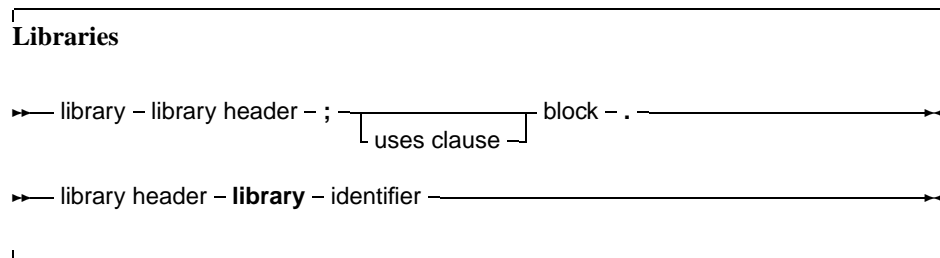 Libraries
library library header ; block .
uses clause
library header library identifier